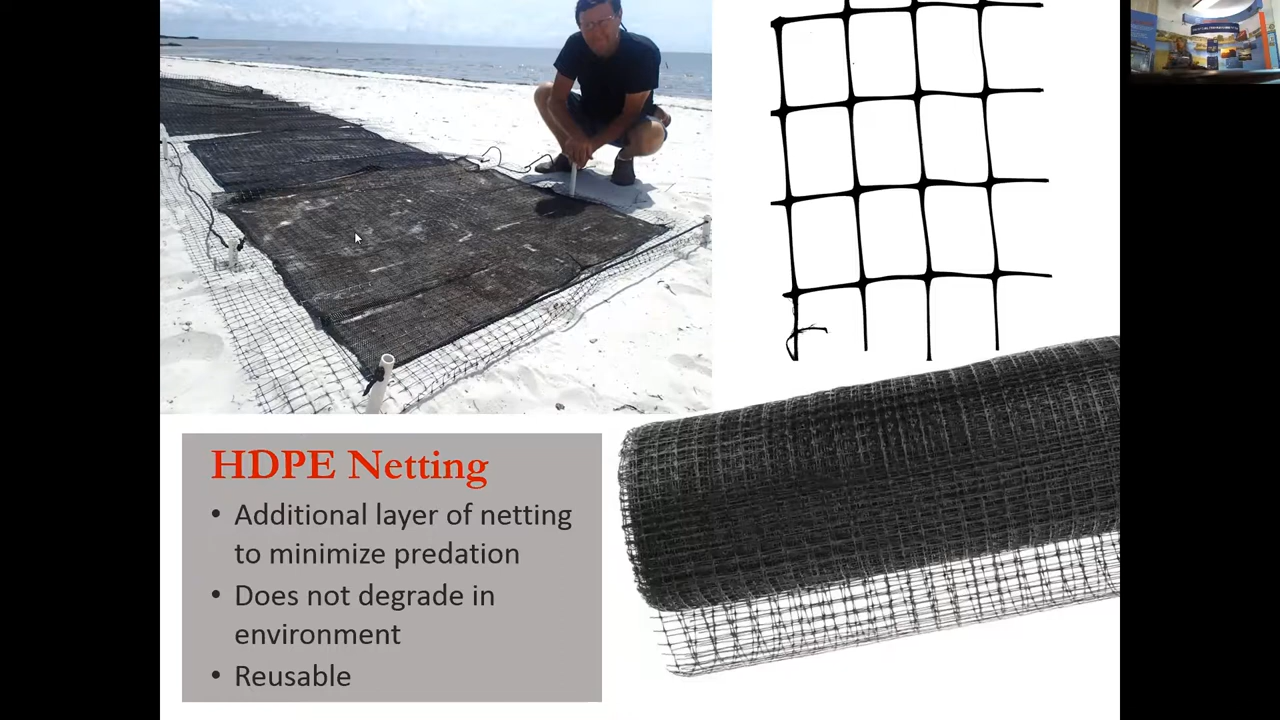 HDPE Netting
• Additional layer of netting
to minimize predation
• Does not degrade in
environment
• Reusable